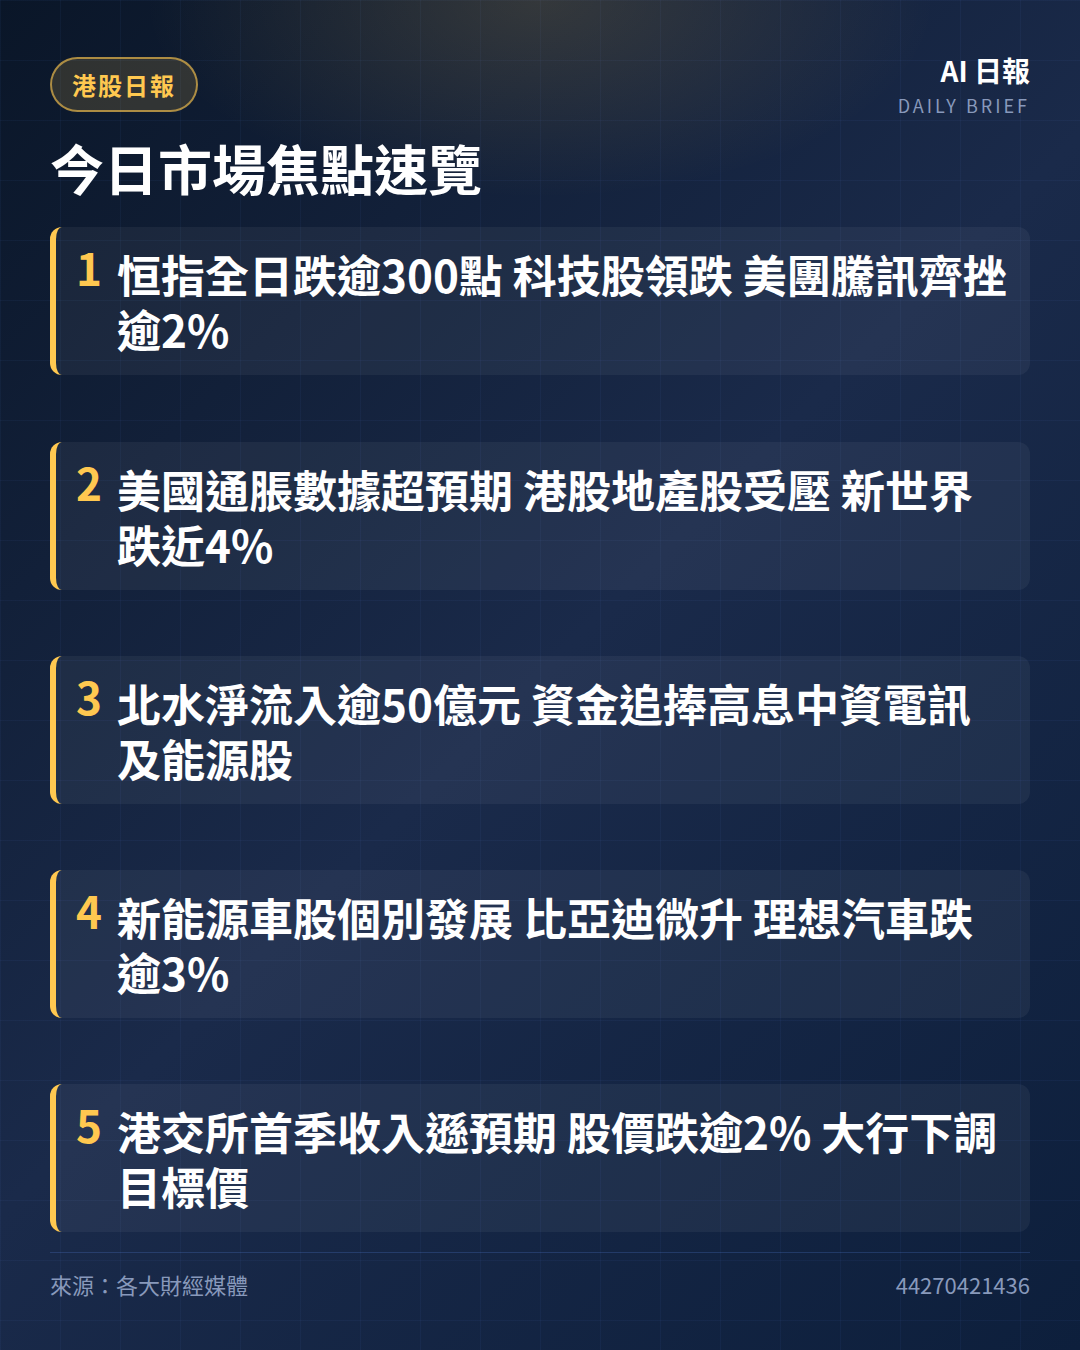 港股日報
AI 日報
DAILY BRIEF
今日市場焦點速覽
1 恒指全日跌逾300點 科技股領跌 美團騰訊齊挫
逾2%
2 美國通脹數據超預期 港股地產股受壓 新世界
跌近4%
3 北水淨流入逾50億元 資金追捧高息中資電訊
及能源股
4 新能源車股個別發展 比亞迪微升 理想汽車跌
逾3%
5 港交所首季收入遜預期 股價跌逾2% 大行下調
目標價
來源：各大財經媒體
44270421436